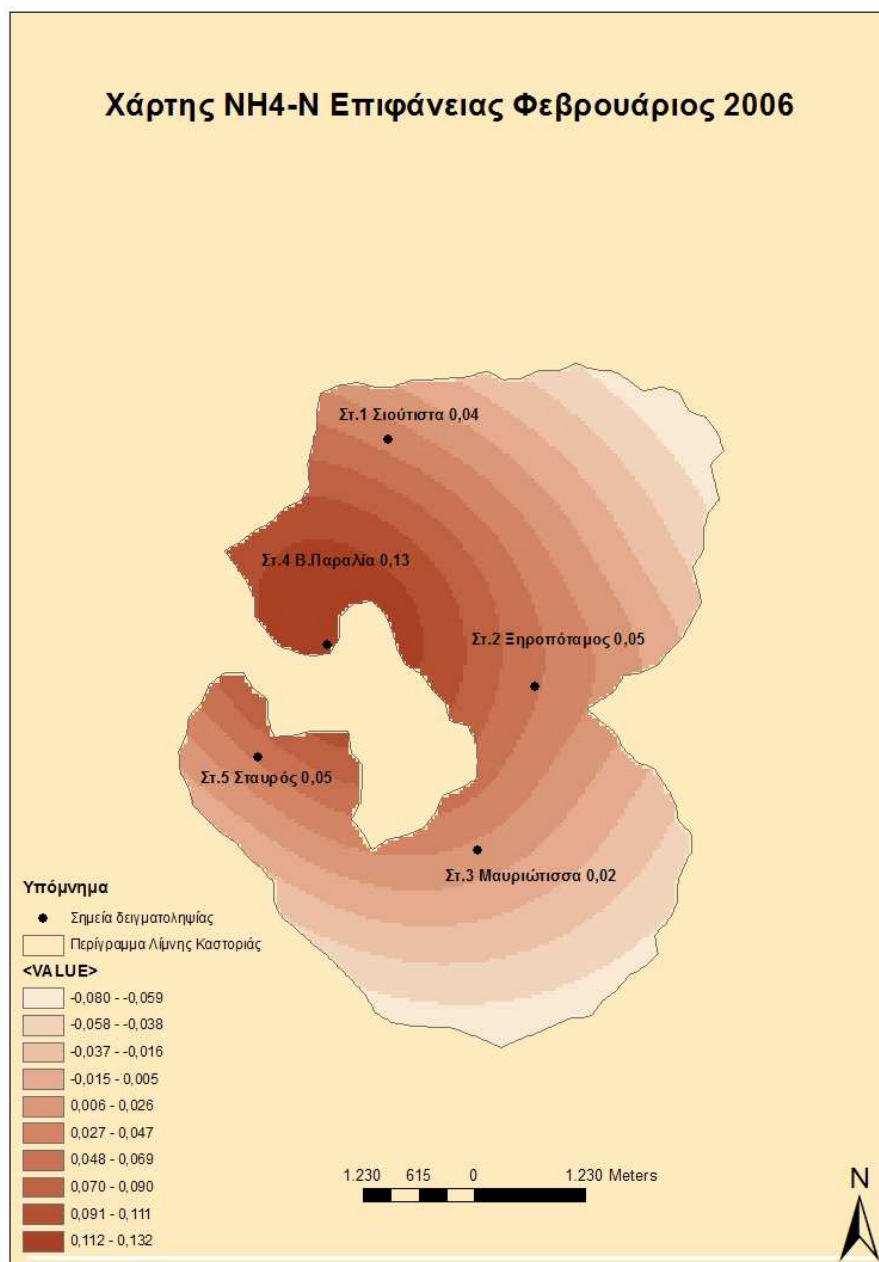 Χάρτης NH4-N Επιφάνειας Φεβρουάριος 2006
Στ.1 Σιούτιστα 0,04
Στ.4 Β.Παραλία 0,13
Στ.2 Ξηροπόταμος 0,05
Στ.5 Σταυρός 0,05
Στ.3 Μαυριώτισσα 0,02
Υπόμνημα
Σημεία δειγματοληψίας
Περίγραμμα Λίμνης Καστοριάς
<VALUE>
-0,080 - -0,059
-0,058 - -0,038
-0,037 - -0,016
-0,015 - 0,005
0,006 - 0,026
0,027 - 0,047
0,048 - 0,069
0,070 - 0,090
0,091 - 0,111
0,112 - 0,132
1.230 615 0 1.230 Meters
N